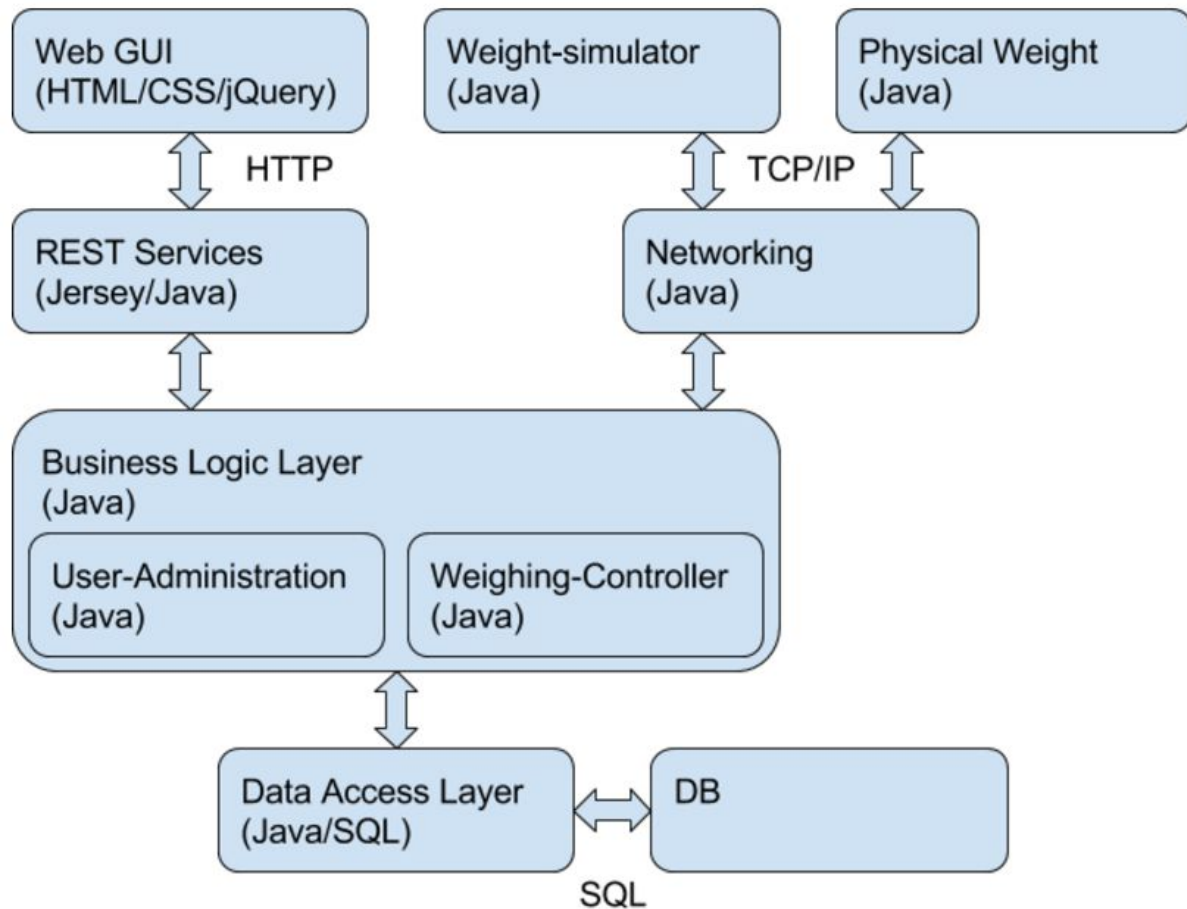 Web GUI
(HTML/CSS/jQuery)
Weight-simulator
(Java)
Physical Weight
(Java)
HTTP
TCP/IP
REST Services
(Jersey/Java)
Networking
(Java)
Business Logic Layer
(Java)
User-Administration
(Java)
Weighing-Controller
(Java)
Data Access Layer
(Java/SQL)
DB
SQL